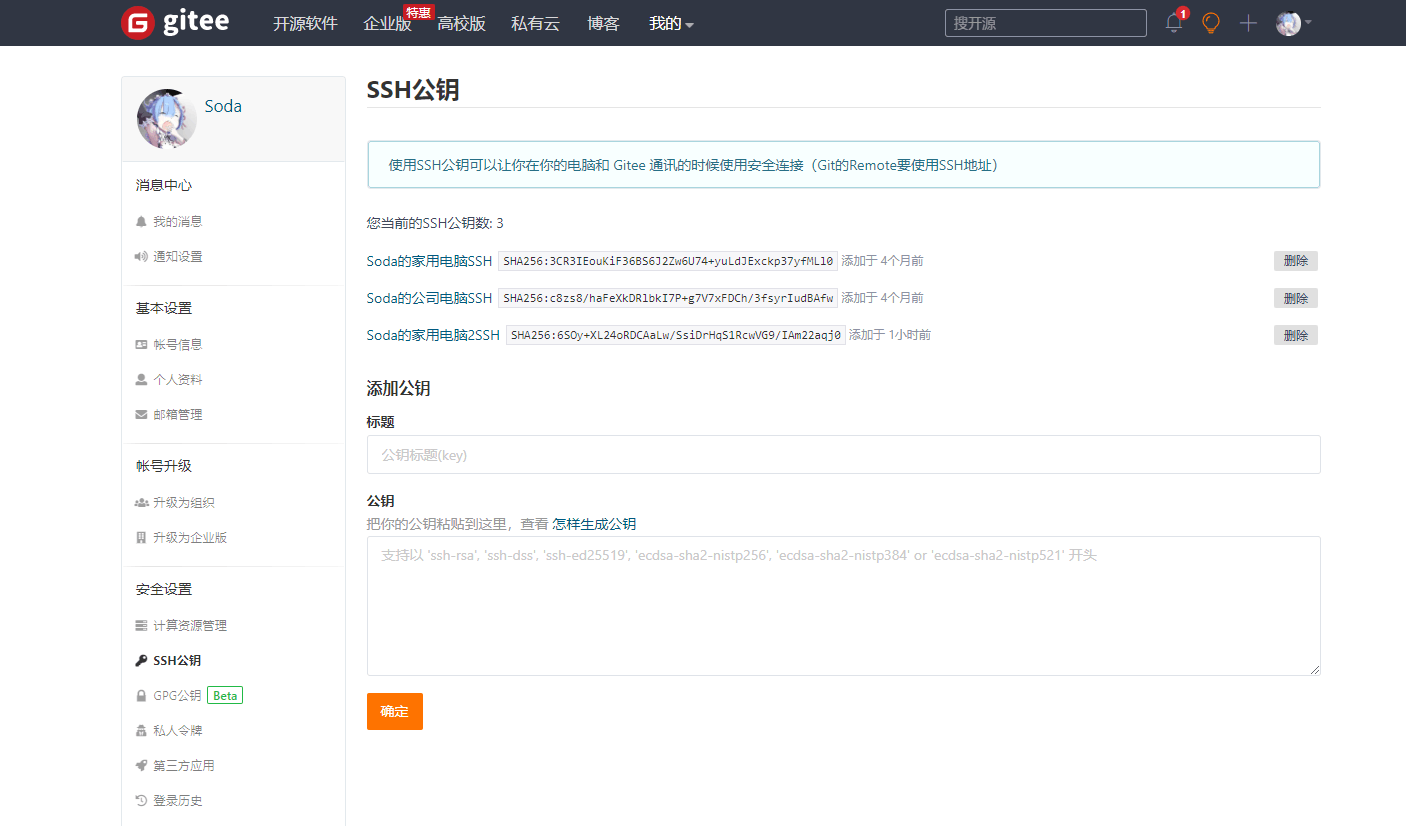 gitee
开源软件 企业版 特惠 高校版 私有云 博客 我的 搜开源 1
Soda
消息中心
我的消息
通知设置
基本设置
帐号信息
个人资料
邮箱管理
帐号升级
升级为组织
升级为企业版
安全设置
计算资源管理
SSH公钥
GPG公钥 Beta
私人令牌
第三方应用
登录历史
SSH公钥
使用SSH公钥可以让你在你的电脑和 Gitee 通讯的时候使用安全连接（Git的Remote要使用SSH地址）
您当前的SSH公钥数: 3
Soda的家用电脑SSH SHA256:3CR3IEouKiF36BS6J2Zw6U74+yuLdJExckp37yfML10 添加于 4个月前 删除
Soda的公司电脑SSH SHA256:c8zs8/haFeXkDRlbkI7P+g7V7xFDCh/3fsyrIudBAfw 添加于 4个月前 删除
Soda的家用电脑2SSH SHA256:6SOy+XL24oRDCAaLw/SsiDrHqS1RcwVG9/IAm22aqj0 添加于 1小时前 删除
添加公钥
标题
公钥标题(key)
公钥
把你的公钥粘贴到这里，查看 怎样生成公钥
支持以 'ssh-rsa', 'ssh-dss', 'ssh-ed25519', 'ecdsa-sha2-nistp256', 'ecdsa-sha2-nistp384' or 'ecdsa-sha2-nistp521' 开头
确定